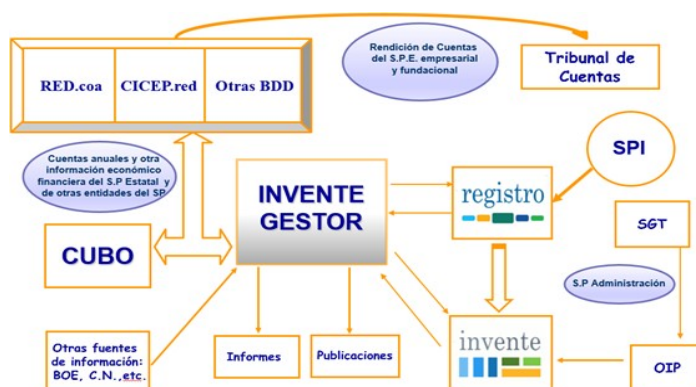 RED.coa
CICEP.red
Otras BDD
Rendición de Cuentas
del S.P.E. empresarial
y fundacional
Tribunal de
Cuentas
Cuentas anuales y otra
información económico
financiera del S.P Estatal y
de otras entidades del SP
SPI
INVENTE
GESTOR
registro
CUBO
SGT
S.P Administración
Otras fuentes
de información:
BOE, C.N.,etc.
Informes
Publicaciones
invente
OIP